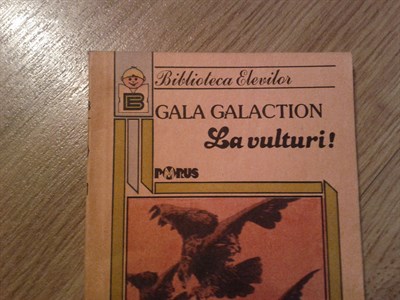 Biblioteca Elevilor
B
GALA GALACTION
La vulturi!
PORUS